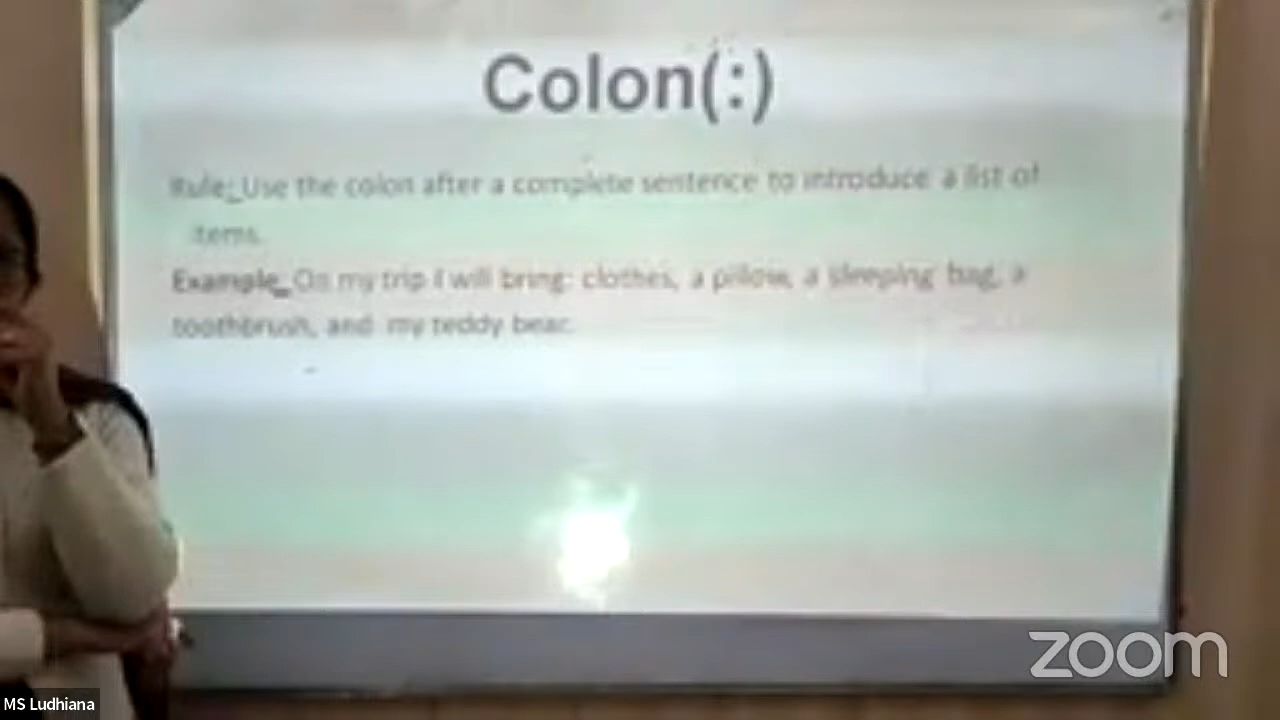 Colon(:)
Rule: Use the colon after a complete sentence to introduce a list of
items.
Example_ On my trip I will bring: clothes, a pillow, a sleeping bag, a
toothbrush, and my teddy bear.
zoom
MS Ludhiana